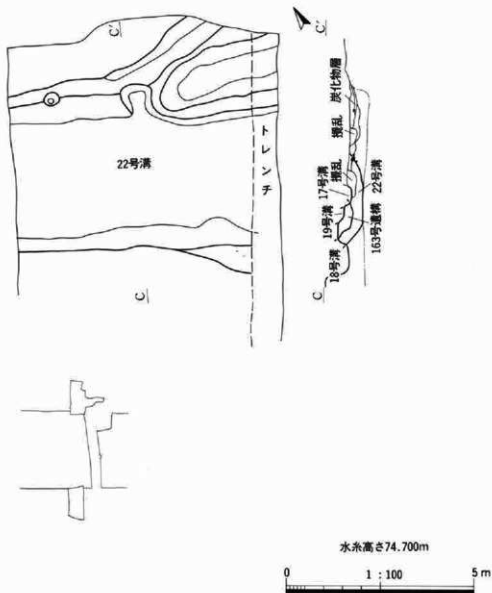 C'
22号溝
トレンチ
C
C'
炭化物層
攪乱
攪乱
17号溝
22号溝
19号溝
163号遺構
18号溝
C
水糸高さ74.700m
0 1:100 5m